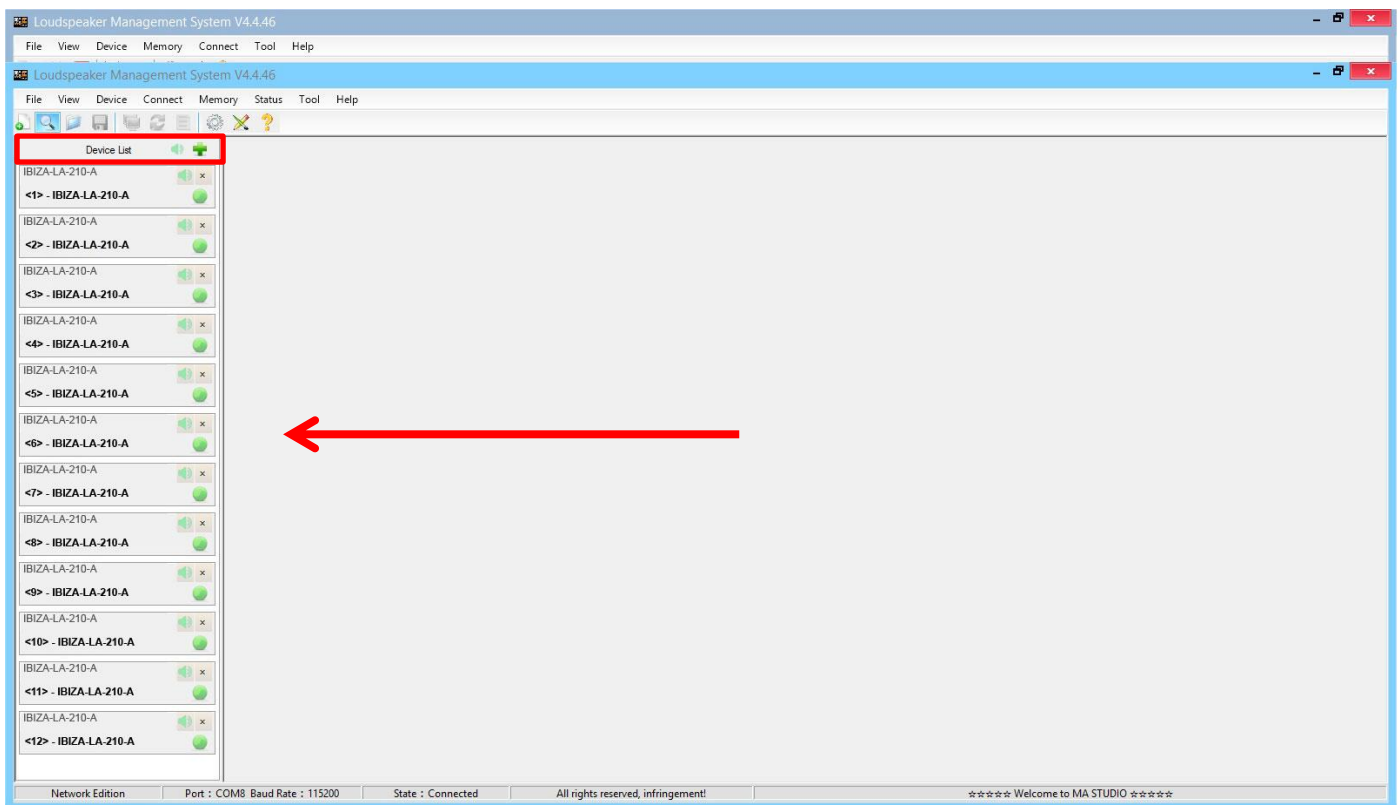 Loudspeaker Management System V4.4.46
File View Device Memory Connect Tool Help
Loudspeaker Management System V4.4.46
File View Device Connect Memory Status Tool Help
Device List
IBIZA-LA-210-A
<1> - IBIZA-LA-210-A
IBIZA-LA-210-A
<2> - IBIZA-LA-210-A
IBIZA-LA-210-A
<3> - IBIZA-LA-210-A
IBIZA-LA-210-A
<4> - IBIZA-LA-210-A
IBIZA-LA-210-A
<5> - IBIZA-LA-210-A
IBIZA-LA-210-A
<6> - IBIZA-LA-210-A
IBIZA-LA-210-A
<7> - IBIZA-LA-210-A
IBIZA-LA-210-A
<8> - IBIZA-LA-210-A
IBIZA-LA-210-A
<9> - IBIZA-LA-210-A
IBIZA-LA-210-A
<10> - IBIZA-LA-210-A
IBIZA-LA-210-A
<11> - IBIZA-LA-210-A
IBIZA-LA-210-A
<12> - IBIZA-LA-210-A
Network Edition Port : COM8 Baud Rate : 115200 State : Connected All rights reserved, infringement! ☆☆☆☆☆ Welcome to MA STUDIO ☆☆☆☆☆